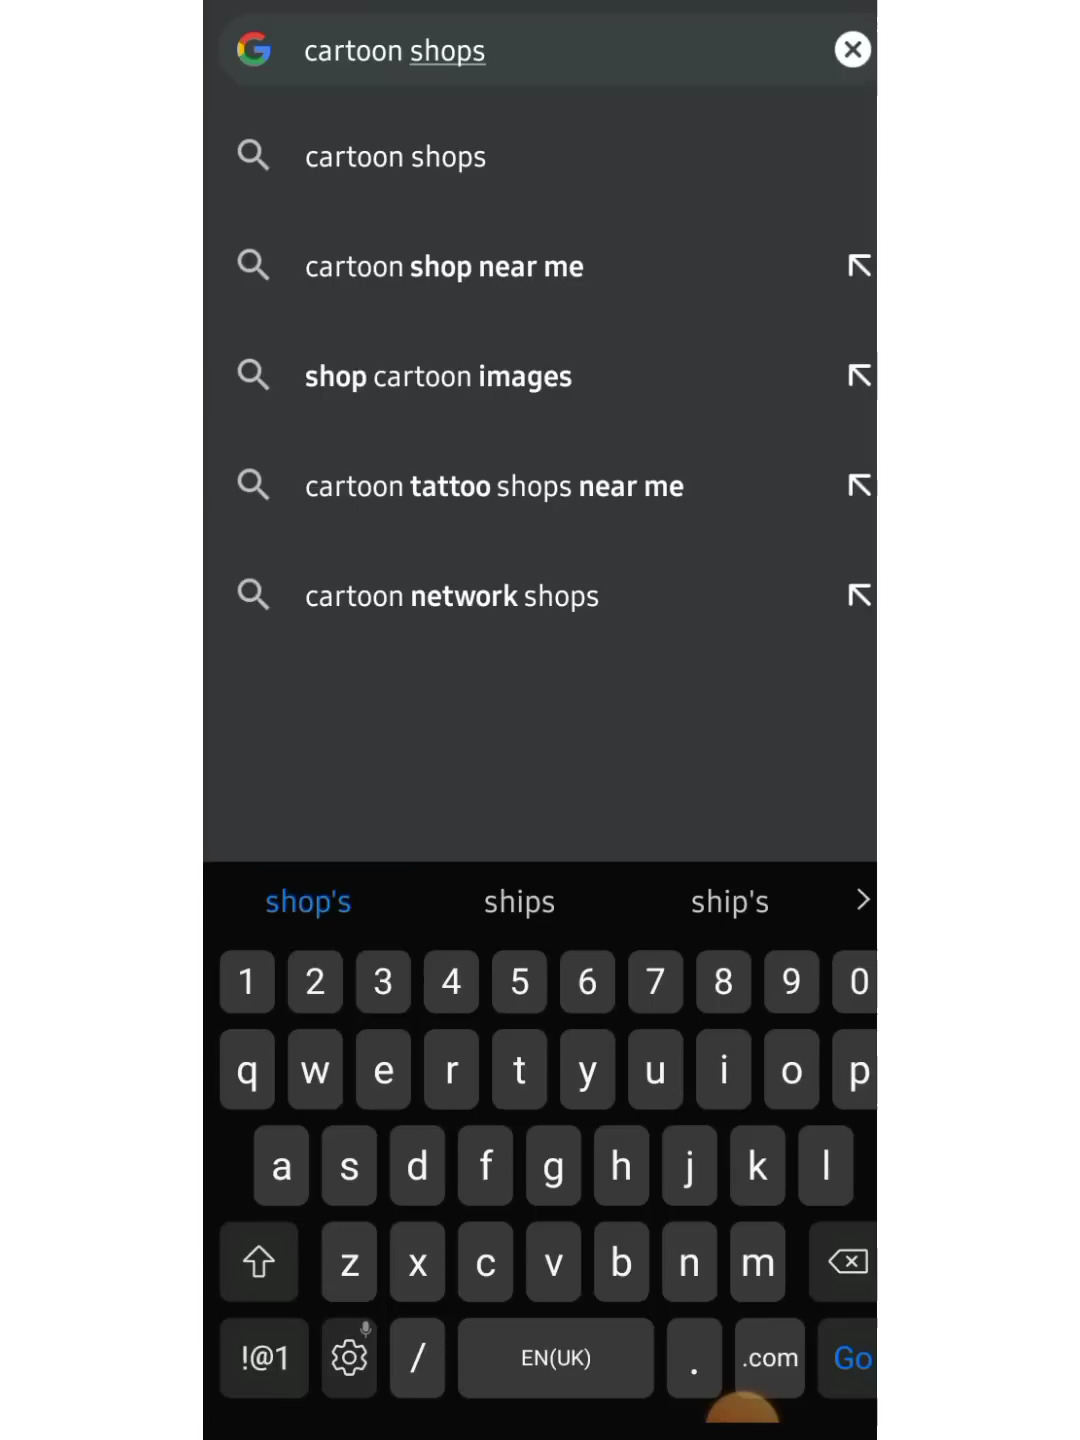 cartoon shops
cartoon shops
cartoon shop near me
shop cartoon images
cartoon tattoo shops near me
cartoon network shops
shop's ships ship's
1 2 3 4 5 6 7 8 9 0
q w e r t y u i o p
a s d f g h j k l
z x c v b n m
!@1 / EN(UK) . .com Go